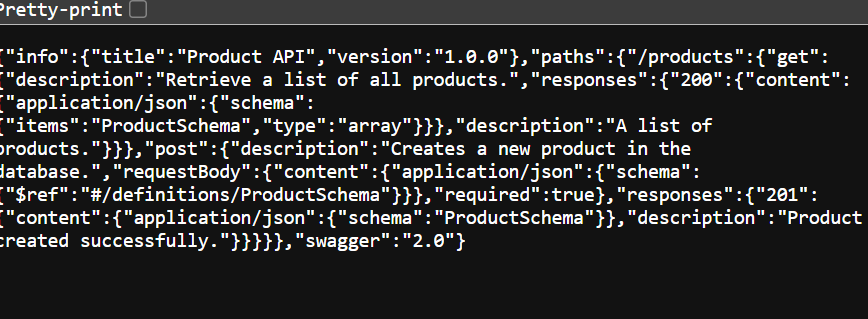 Pretty-print
{"info":{"title":"Product API","version":"1.0.0"},"paths":{"/products":{"get":
{"description":"Retrieve a list of all products.","responses":{"200":{"content":
{"application/json":{"schema":
{"items":"ProductSchema","type":"array"}}},"description":"A list of
products."}}},"post":{"description":"Creates a new product in the
database.","requestBody":{"content":{"application/json":{"schema":
{"$ref":"#/definitions/ProductSchema"}}},"required":true},"responses":{"201":
{"content":{"application/json":{"schema":"ProductSchema"}},"description":"Product
created successfully."}}}}},"swagger":"2.0"}